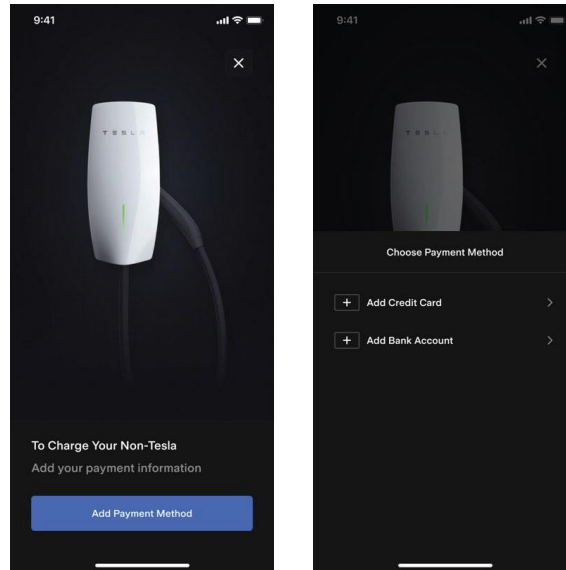 9:41
TESLA
To Charge Your Non-Tesla
Add your payment information
Add Payment Method
9:41
TESLA
Choose Payment Method
Add Credit Card
Add Bank Account